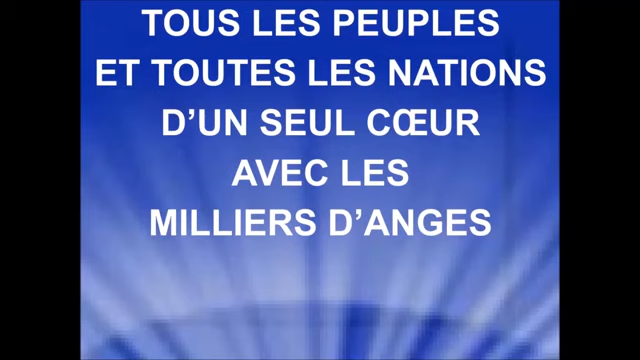 TOUS LES PEUPLES
ET TOUTES LES NATIONS
D’UN SEUL CŒUR
AVEC LES
MILLIERS D’ANGES